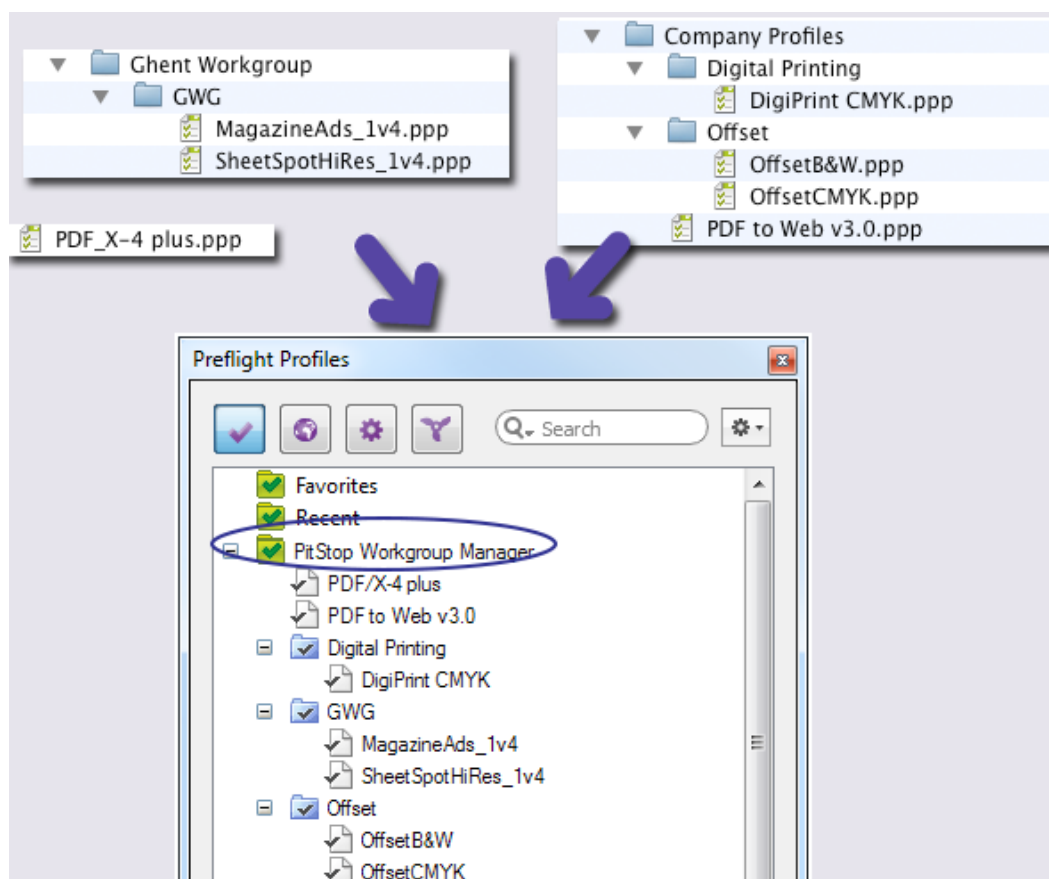 Ghent Workgroup
GWG
MagazineAds_1v4.ppp
SheetSpotHiRes_1v4.ppp
PDF_X-4 plus.ppp
Company Profiles
Digital Printing
DigiPrint CMYK.ppp
Offset
OffsetB&W.ppp
OffsetCMYK.ppp
PDF to Web v3.0.ppp
Preflight Profiles
Search
Favorites
Recent
PitStop Workgroup Manager
PDF/X-4 plus
PDF to Web v3.0
Digital Printing
DigiPrint CMYK
GWG
MagazineAds_1v4
SheetSpotHiRes_1v4
Offset
OffsetB&W
OffsetCMYK